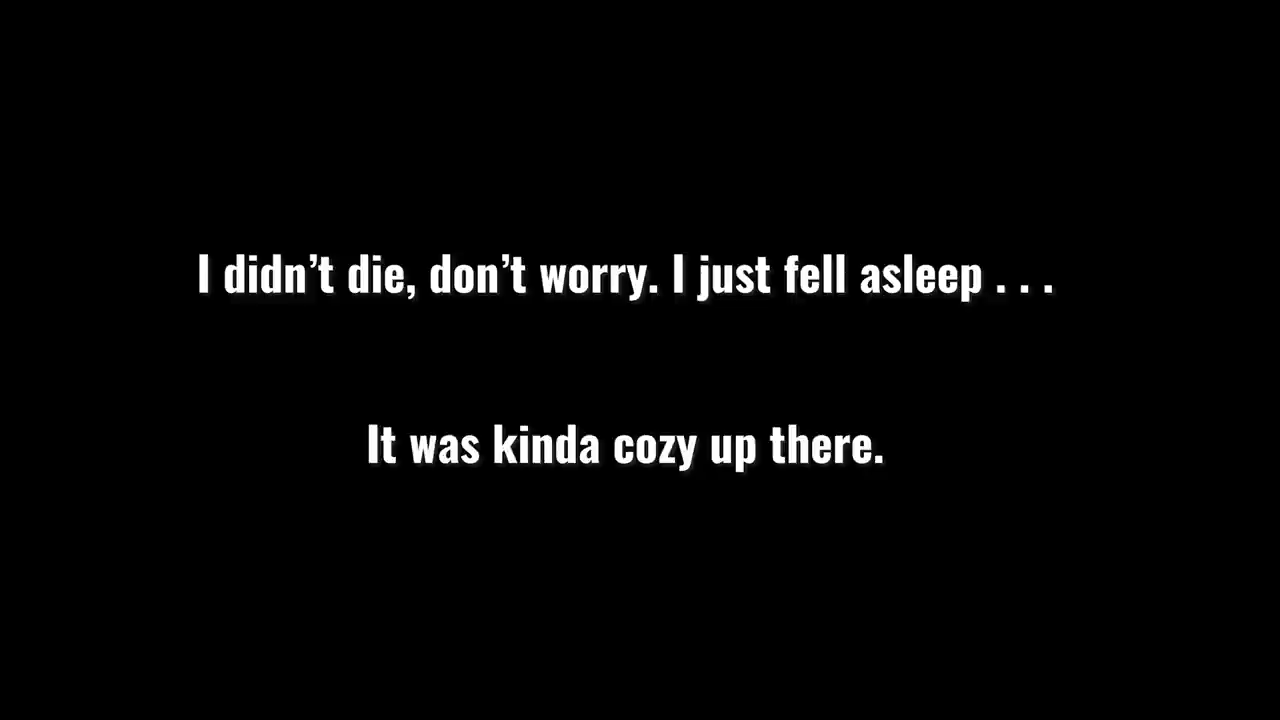 I didn’t die, don’t worry. I just fell asleep . . .
It was kinda cozy up there.